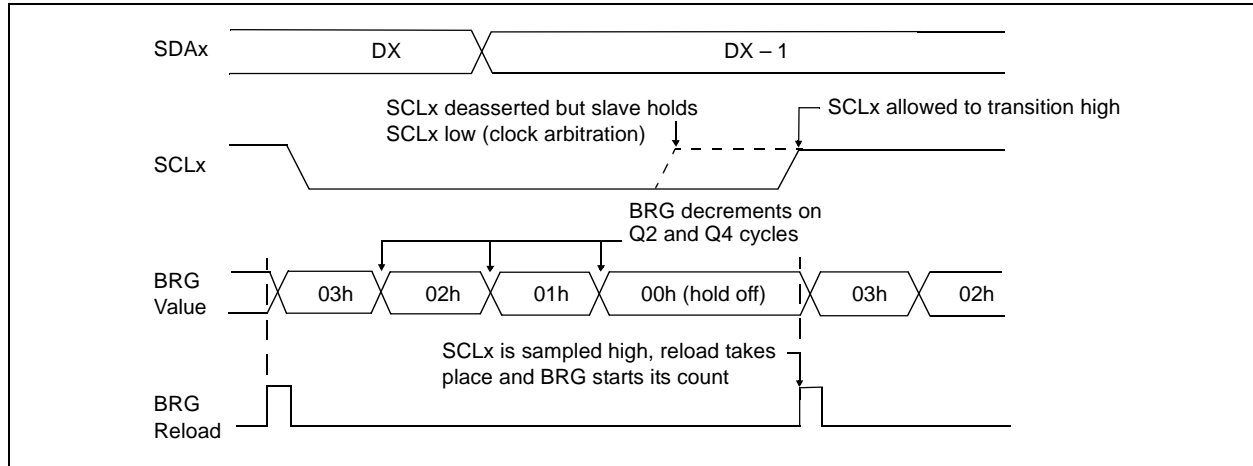 SDAx
DX
DX – 1
SCLx deasserted but slave holds
SCLx low (clock arbitration)
SCLx allowed to transition high
SCLx
BRG decrements on
Q2 and Q4 cycles
BRG
Value
03h
02h
01h
00h (hold off)
03h
02h
SCLx is sampled high, reload takes
place and BRG starts its count
BRG
Reload